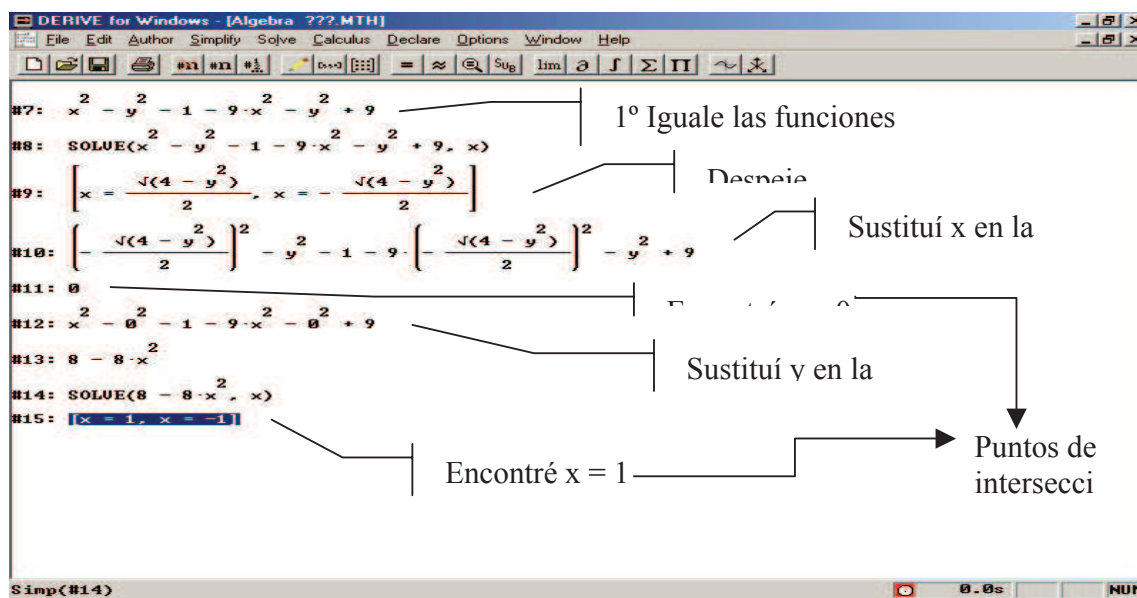 DERIVE for Windows - [Algebra ???.MTH]
File Edit Author Simplify Solve Calculus Declare Options Window Help
#n #n SUB lim ∂ ∫ Σ Π
#7: x² - y² - 1 - 9·x² - y² + 9
1º Iguale las funciones
#8: SOLVE(x² - y² - 1 - 9·x² - y² + 9, x)
#9: [x = √(4 - y²)/2, x = - √(4 - y²)/2]
Despeje
#10: [- √(4 - y²)/2]² - y² - 1 - 9·[- √(4 - y²)/2]² - y² + 9
Sustituí x en la
#11: 0
#12: x² - 0² - 1 - 9·x² - 0² + 9
#13: 8 - 8·x²
Sustituí y en la
#14: SOLVE(8 - 8·x², x)
#15: [x = 1, x = -1]
Encontré x = 1
Puntos de
intersecci
Simp(#14) 0.0s NUM